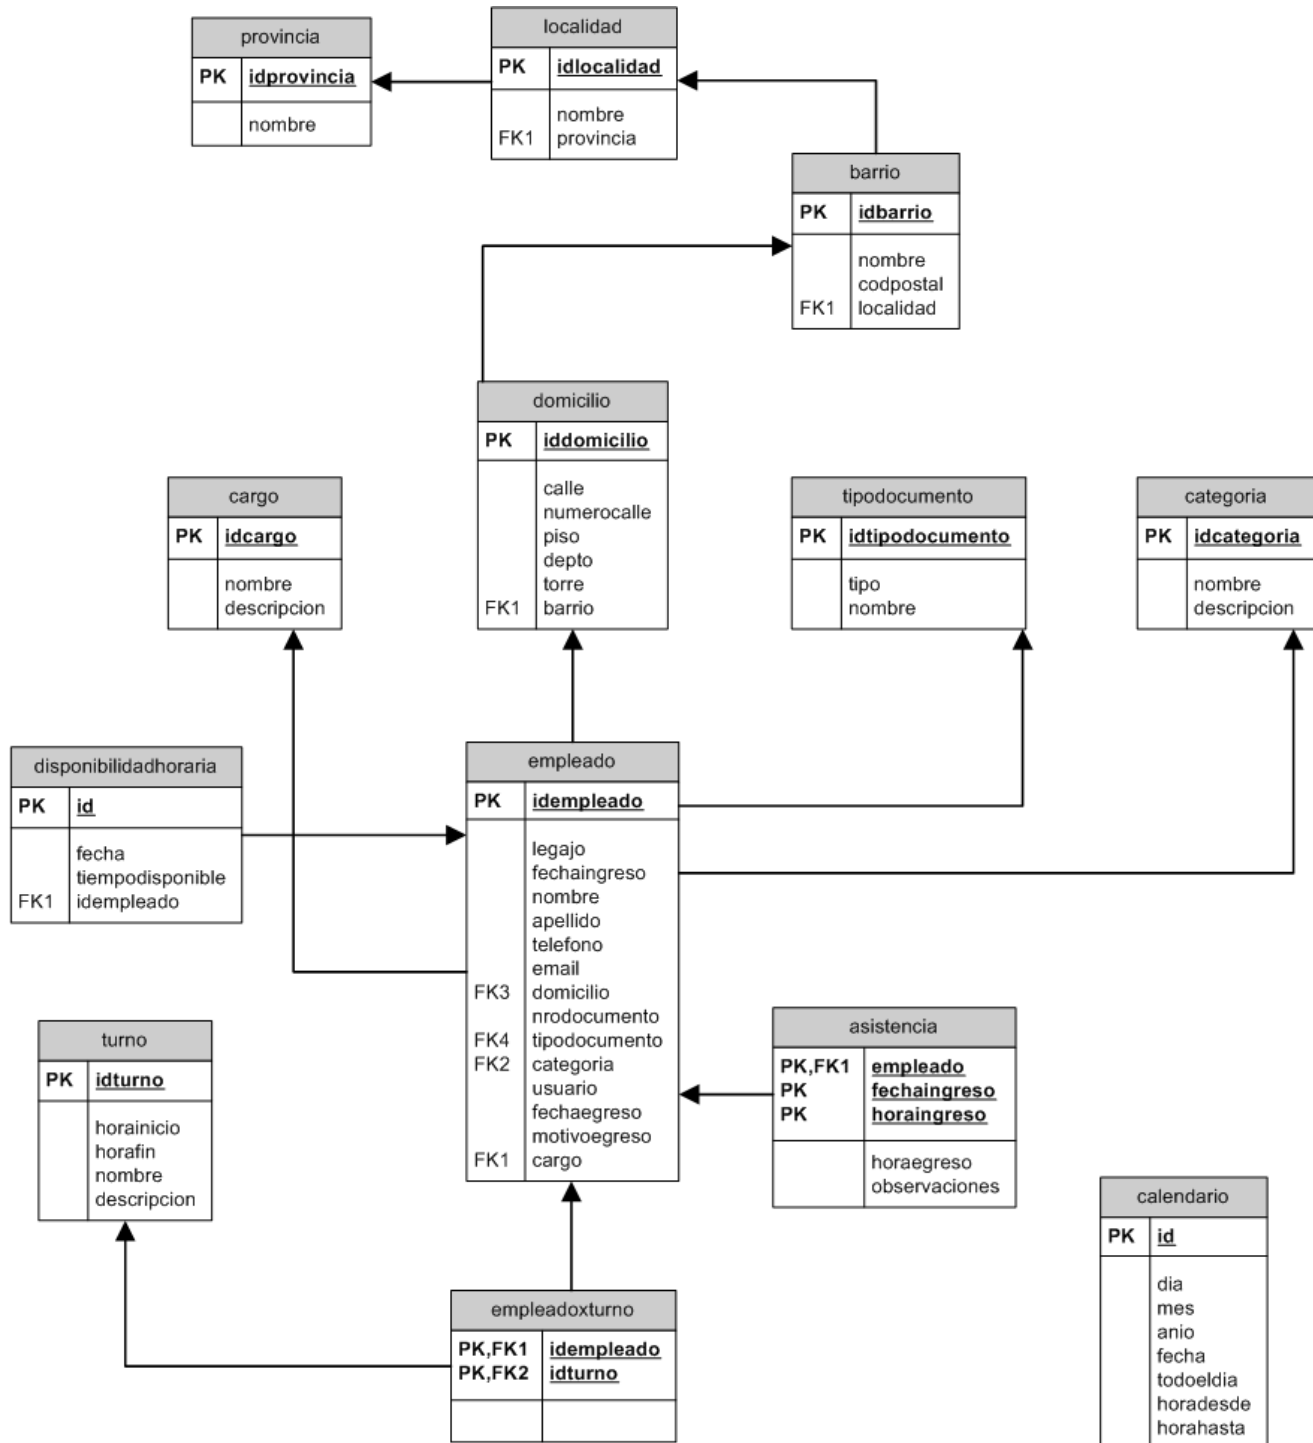 provincia
PK idprovincia
nombre
localidad
PK idlocalidad
nombre
FK1 provincia
barrio
PK idbarrio
nombre
codpostal
FK1 localidad
domicilio
PK iddomicilio
calle
numerocalle
piso
depto
torre
FK1 barrio
cargo
PK idcargo
nombre
descripcion
tipodocumento
PK idtipodocumento
tipo
nombre
categoria
PK idcategoria
nombre
descripcion
disponibilidadhoraria
PK id
fecha
tiempodisponible
FK1 idempleado
empleado
PK idempleado
legajo
fechaingreso
nombre
apellido
telefono
email
FK3 domicilio
nrodocumento
FK4 tipodocumento
FK2 categoria
usuario
fechaegreso
motivoegreso
FK1 cargo
turno
PK idturno
horainicio
horafin
nombre
descripcion
asistencia
PK,FK1 empleado
PK fechaingreso
PK horaingreso
horaegreso
observaciones
empleadoxturno
PK,FK1 idempleado
PK,FK2 idturno
calendario
PK id
dia
mes
anio
fecha
todoeldia
horadesde
horahasta